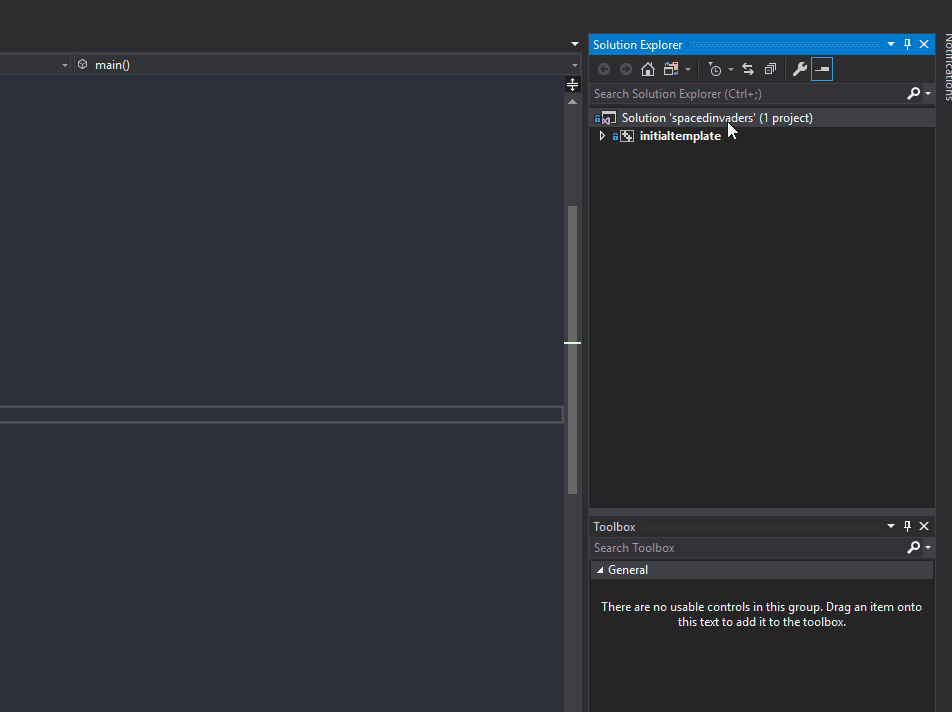 main()
Solution Explorer
Search Solution Explorer (Ctrl+;)
Solution 'spacedinvaders' (1 project)
initialtemplate
Toolbox
Search Toolbox
General
There are no usable controls in this group. Drag an item onto
this text to add it to the toolbox.
Notifications